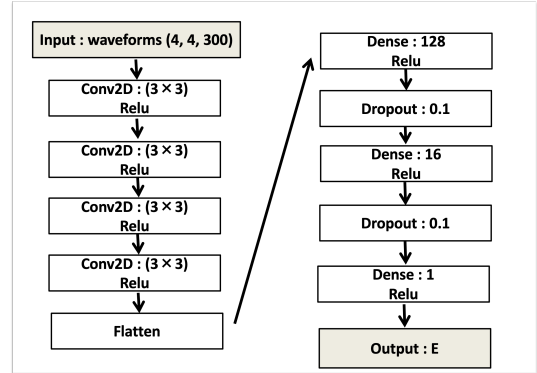 Input : waveforms (4, 4, 300)
Conv2D : (3×3)
Relu
Conv2D : (3×3)
Relu
Conv2D : (3×3)
Relu
Conv2D : (3×3)
Relu
Flatten
Dense : 128
Relu
Dropout : 0.1
Dense : 16
Relu
Dropout : 0.1
Dense : 1
Relu
Output : E